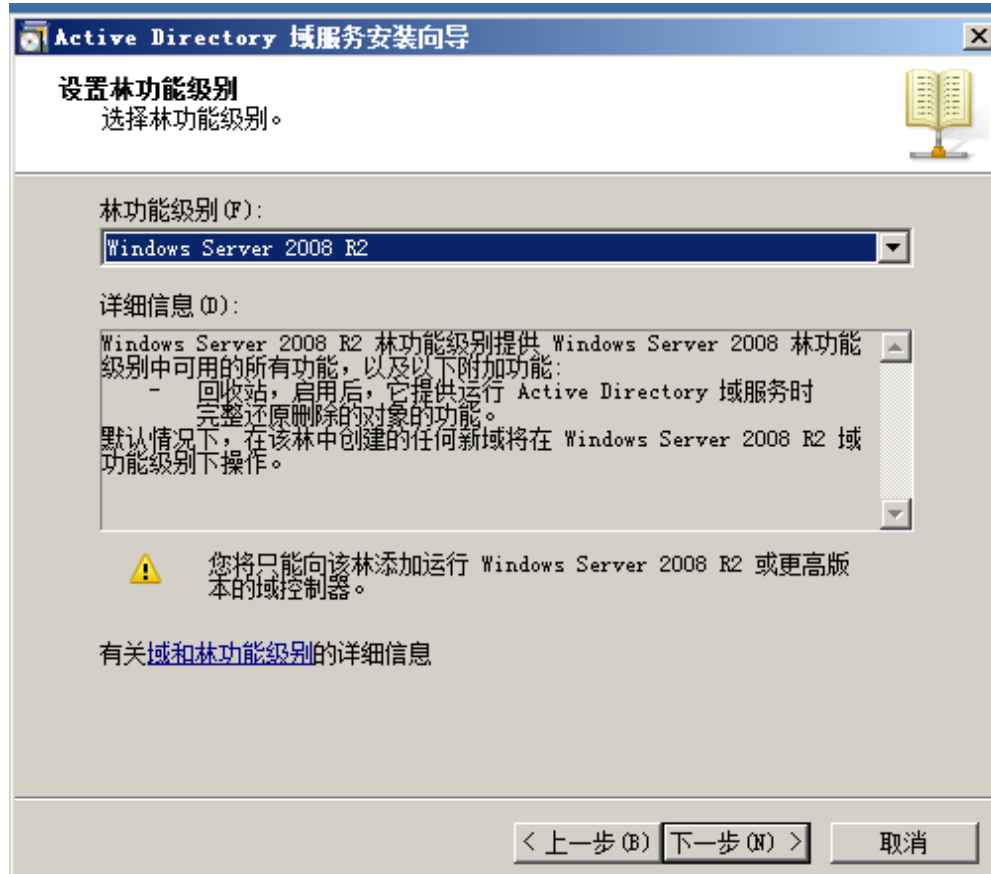 Active Directory 域服务安装向导
设置林功能级别
选择林功能级别。
林功能级别(F):
Windows Server 2008 R2
详细信息(D):
Windows Server 2008 R2 林功能级别提供 Windows Server 2008 林功能
级别中可用的所有功能，以及以下附加功能:
- 回收站，启用后，它提供运行 Active Directory 域服务时
完整还原删除的对象的功能。
默认情况下，在该林中创建的任何新域将在 Windows Server 2008 R2 域
功能级别下操作。
您将只能向该林添加运行 Windows Server 2008 R2 或更高版
本的域控制器。
有关域和林功能级别的详细信息
< 上一步(B) 下一步(N) > 取消